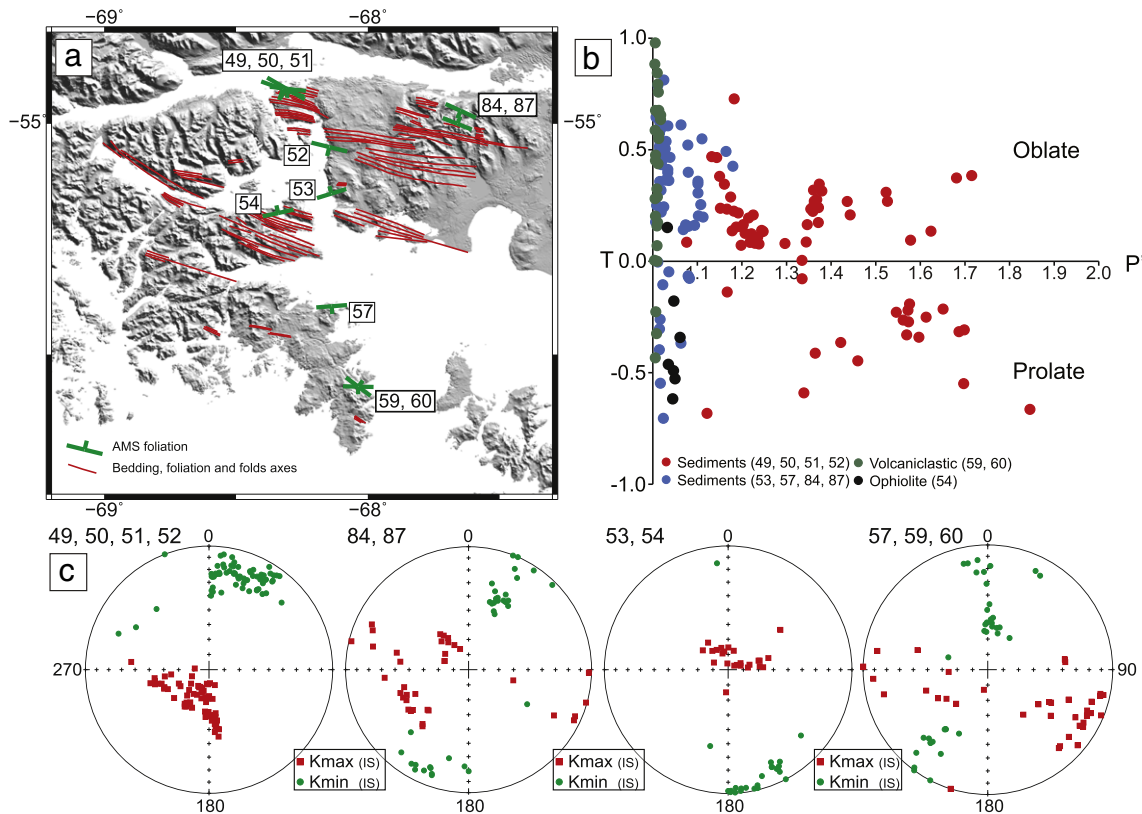 −69° −68°
a
49, 50, 51
84, 87
−55° −55°
52
53
54
57
59, 60
AMS foliation
Bedding, foliation and folds axes
−69° −68°
b
1.0
0.5
T 0.0
1.1 1.2 1.3 1.4 1.5 1.6 1.7 1.8 1.9 2.0
P'
-0.5
-1.0
Oblate
Prolate
Sediments (49, 50, 51, 52)
Volcaniclastic (59, 60)
Sediments (53, 57, 84, 87)
Ophiolite (54)
c
49, 50, 51, 52 0
270
180
Kmax (IS)
Kmin (IS)
84, 87 0
180
Kmax (IS)
Kmin (IS)
53, 54 0
180
Kmax (IS)
Kmin (IS)
57, 59, 60 0
90
180